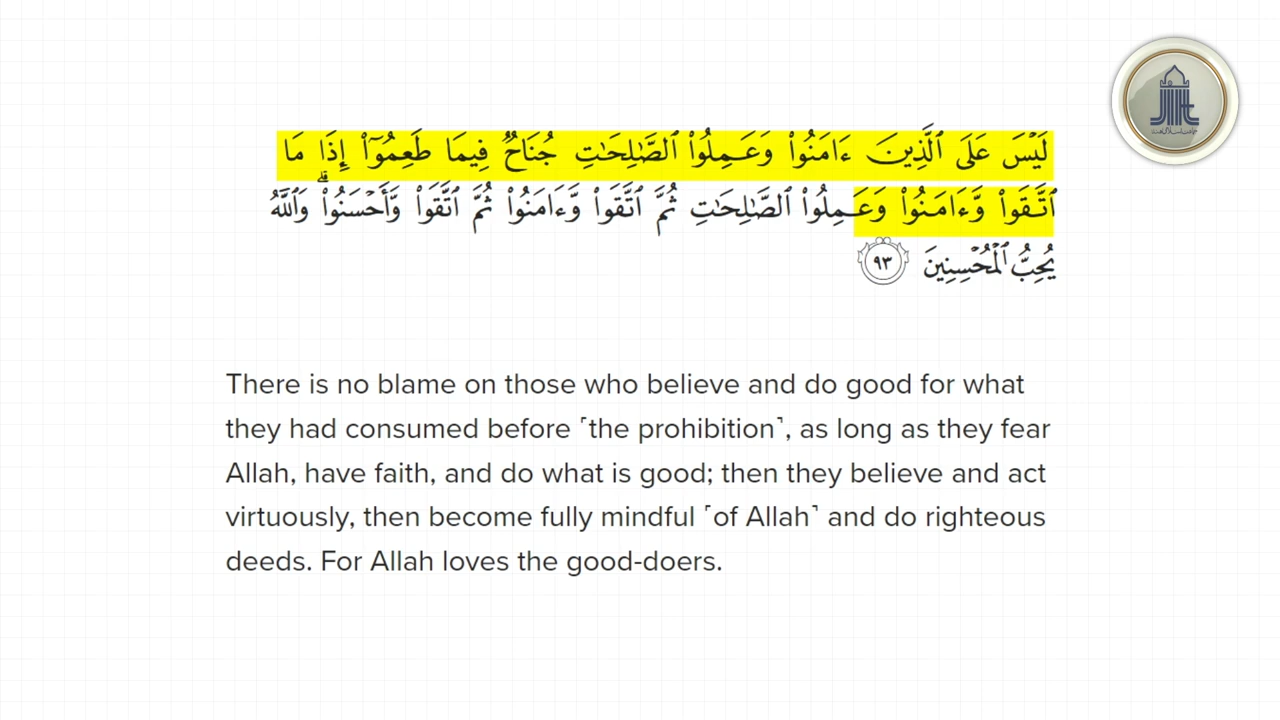 لَيْسَ عَلَى ٱلَّذِينَ ءَامَنُوا۟ وَعَمِلُوا۟ ٱلصَّـٰلِحَـٰتِ جُنَاحٌ فِيمَا طَعِمُوٓا۟ إِذَا مَا
ٱتَّقَوا۟ وَّءَامَنُوا۟ وَعَمِلُوا۟ ٱلصَّـٰلِحَـٰتِ ثُمَّ ٱتَّقَوا۟ وَّءَامَنُوا۟ ثُمَّ ٱتَّقَوا۟ وَّأَحْسَنُوا۟ ۗ وَٱللَّهُ
يُحِبُّ ٱلْمُحْسِنِينَ ٩٣
There is no blame on those who believe and do good for what
they had consumed before ˹the prohibition˺, as long as they fear
Allah, have faith, and do what is good; then they believe and act
virtuously, then become fully mindful ˹of Allah˺ and do righteous
deeds. For Allah loves the good-doers.